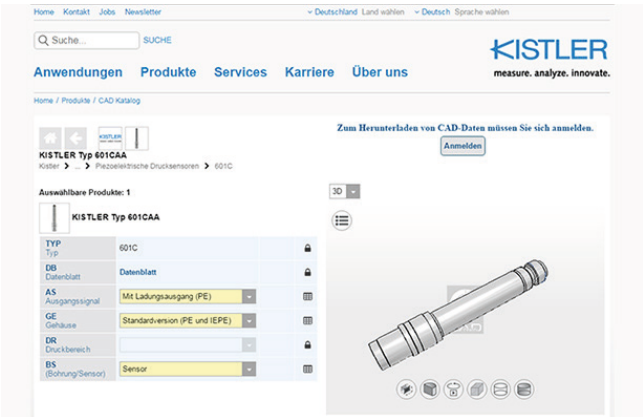 Home Kontakt Jobs Newsletter
Deutschland Land wählen Deutsch Sprache wählen
Suche... SUCHE
KISTLER
measure. analyze. innovate.
Anwendungen Produkte Services Karriere Über uns
Home / Produkte / CAD Katalog
Zum Herunterladen von CAD-Daten müssen Sie sich anmelden.
Anmelden
KISTLER Typ 601CAA
Kistler > ... > Piezoelektrische Drucksensoren > 601C
Auswählbare Produkte: 1
3D
KISTLER Typ 601CAA
TYP
Typ
601C
DB
Datenblatt
Datenblatt
AS
Ausgangssignal
Mit Ladungsausgang (PE)
GE
Gehäuse
Standardversion (PE und IEPE)
DR
Druckbereich
BS
(Bohrung/Sensor)
Sensor